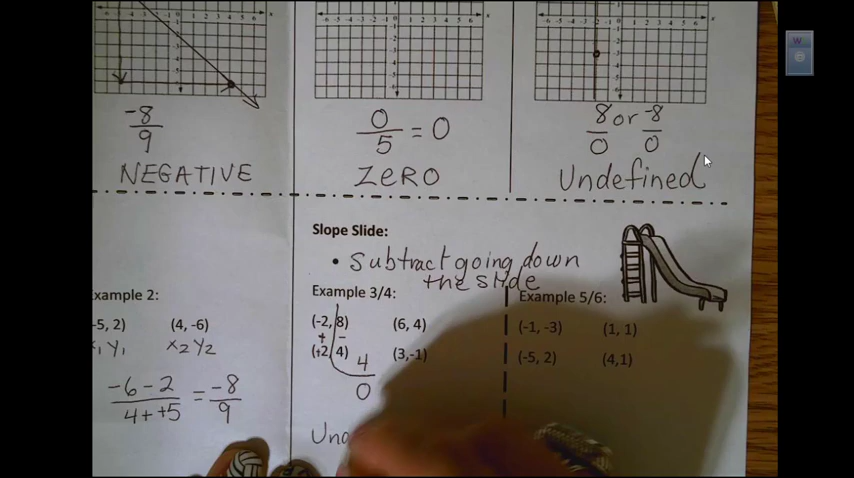 -8
9
NEGATIVE
0
5
= 0
ZERO
8
0
or
-8
0
Undefined
Slope Slide:
• Subtract going down
the slide
Example 2:
-5, 2) (4, -6)
x1 y1 x2 y2
-6 - 2
4 + +5
=
-8
9
Example 3/4:
(-2, 8) (6, 4)
+ -
(+2, 4) (3,-1)
4
0
Example 5/6:
(-1, -3) (1, 1)
(-5, 2) (4,1)
W